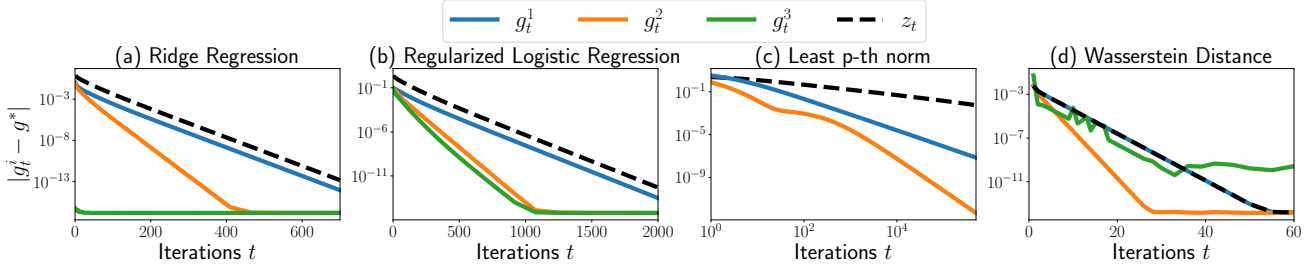 g_t^1 g_t^2 g_t^3 z_t
(a) Ridge Regression
(b) Regularized Logistic Regression
(c) Least p-th norm
(d) Wasserstein Distance
|g_t^i − g*|
10^{-3}
10^{-8}
10^{-13}
0 200 400 600
Iterations t
10^{-1}
10^{-6}
10^{-11}
0 500 1000 1500 2000
Iterations t
10^{-1}
10^{-5}
10^{-9}
10^0 10^2 10^4
Iterations t
10^{-3}
10^{-7}
10^{-11}
0 20 40 60
Iterations t